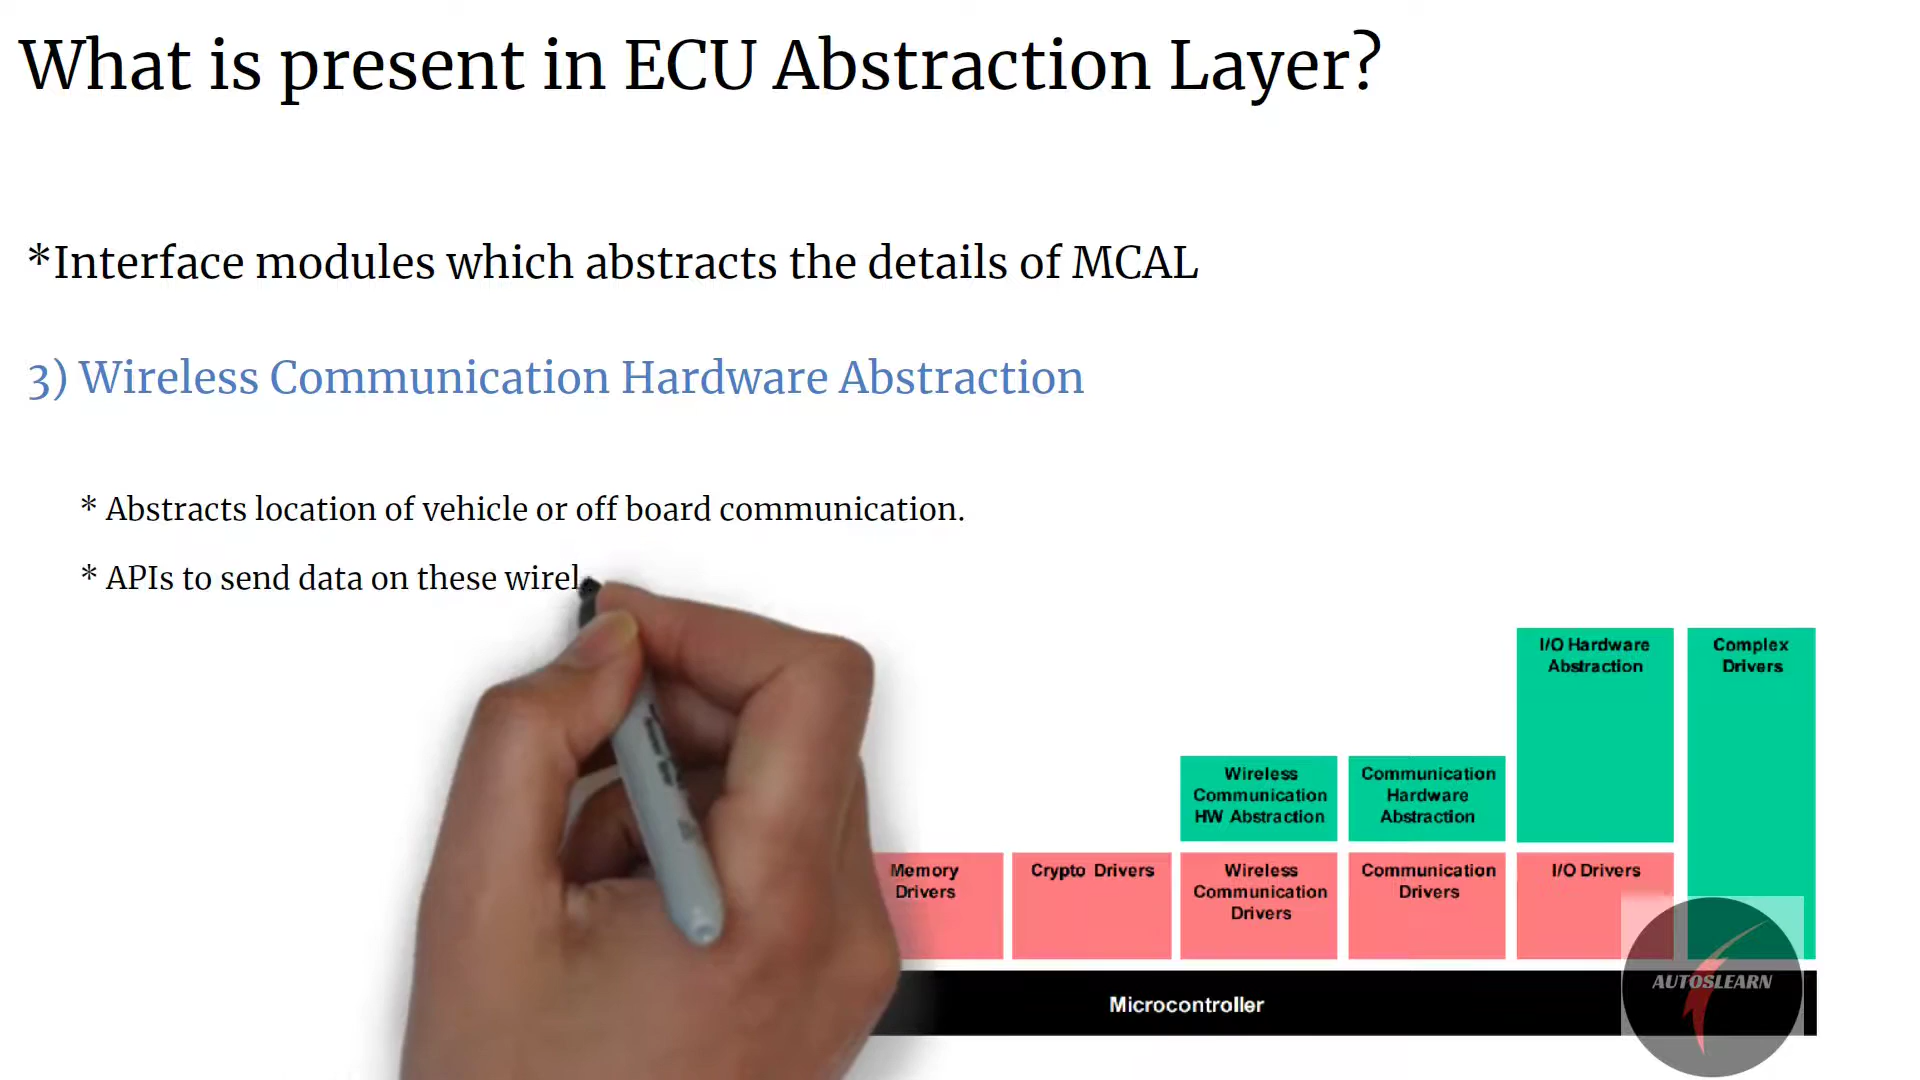 What is present in ECU Abstraction Layer?
*Interface modules which abstracts the details of MCAL
3) Wireless Communication Hardware Abstraction
* Abstracts location of vehicle or off board communication.
* APIs to send data on these wirel
I/O Hardware
Abstraction
Complex
Drivers
Wireless
Communication
HW Abstraction
Communication
Hardware
Abstraction
Memory
Drivers
Crypto Drivers
Wireless
Communication
Drivers
Communication
Drivers
I/O Drivers
Microcontroller
AUTOSLEARN